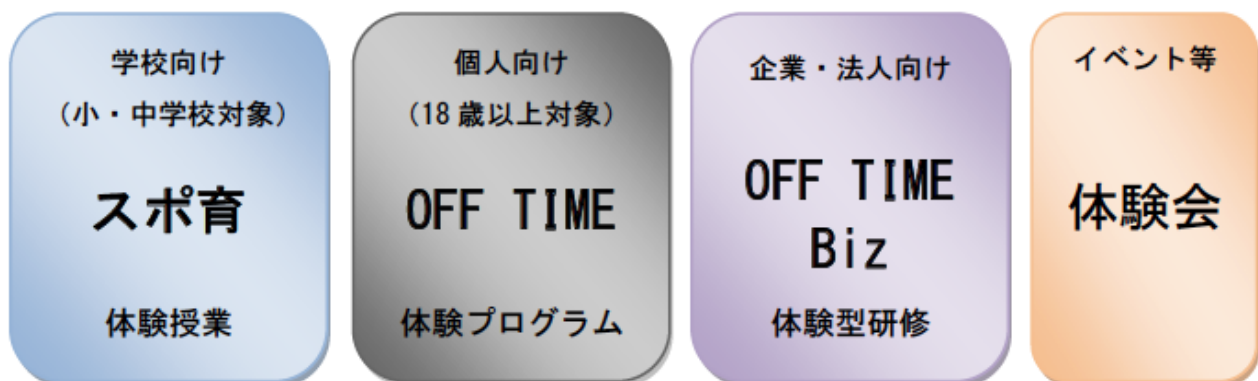 学校向け
（小・中学校対象）
スポ育
体験授業
個人向け
（18歳以上対象）
OFF TIME
体験プログラム
企業・法人向け
OFF TIME
Biz
体験型研修
イベント等
体験会